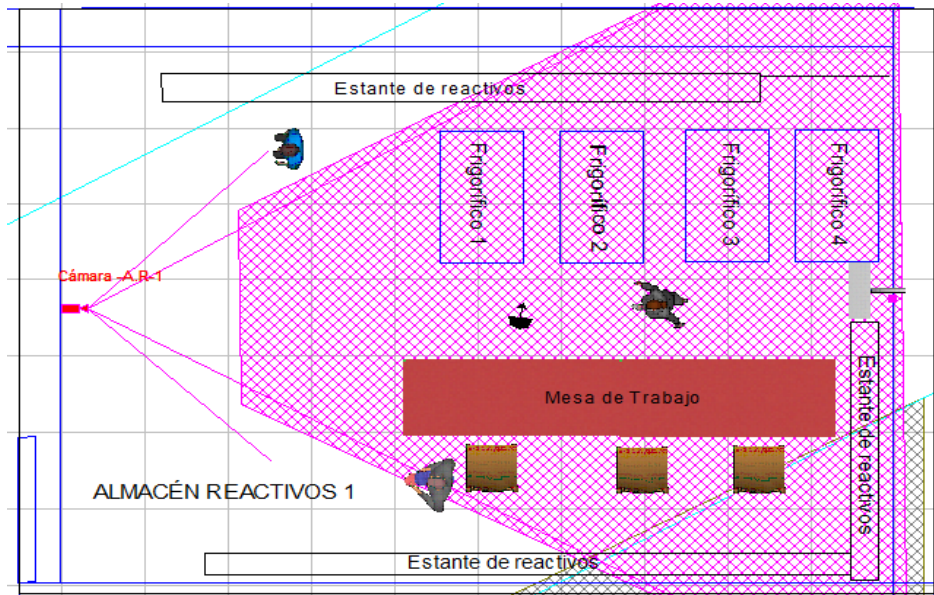 Estante de reactivos
Frigorífico 1
Frigorífico 2
Frigorífico 3
Frigorífico 4
Cámara -A.R-1
Mesa de Trabajo
Estante de reactivos
ALMACÉN REACTIVOS 1
Estante de reactivos